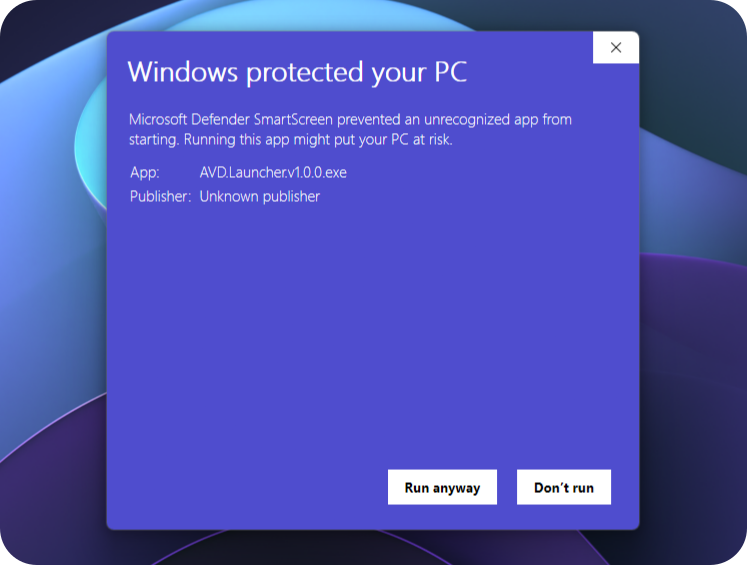 Windows protected your PC
Microsoft Defender SmartScreen prevented an unrecognized app from
starting. Running this app might put your PC at risk.
App: AVD.Launcher.v1.0.0.exe
Publisher: Unknown publisher
Run anyway Don't run